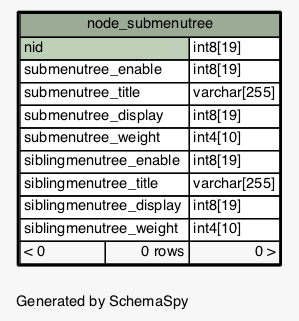 node_submenutree
nid int8[19]
submenutree_enable int8[19]
submenutree_title varchar[255]
submenutree_display int8[19]
submenutree_weight int4[10]
siblingmenutree_enable int8[19]
siblingmenutree_title varchar[255]
siblingmenutree_display int8[19]
siblingmenutree_weight int4[10]
< 0 0 rows 0 >
Generated by SchemaSpy